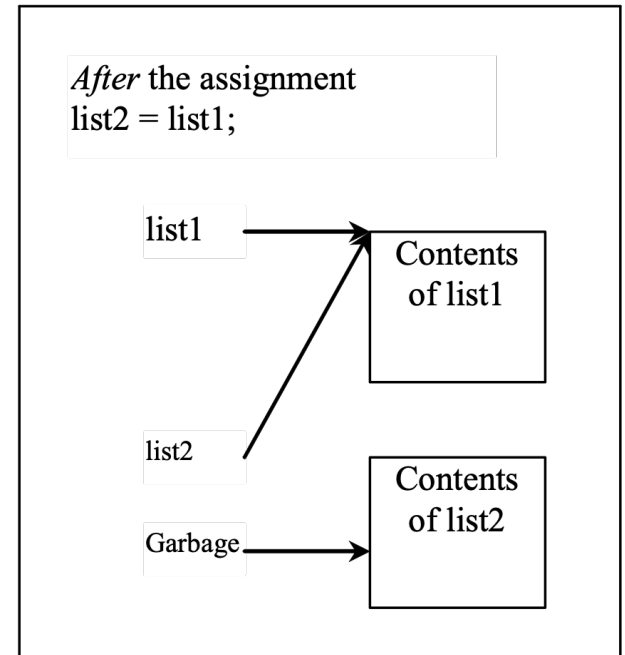 After the assignment
list2 = list1;
list1
Contents
of list1
list2
Contents
of list2
Garbage